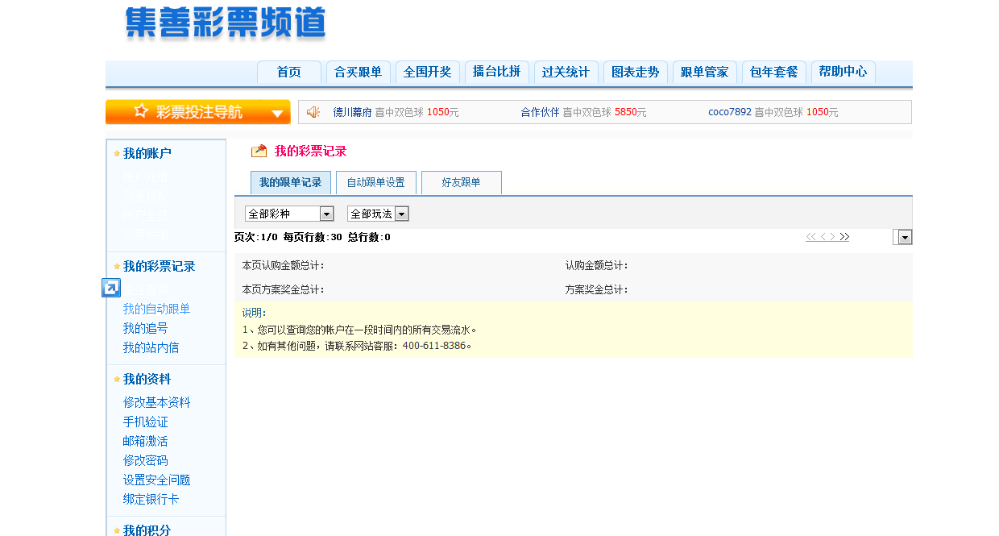 集善彩票频道
首页 合买跟单 全国开奖 擂台比拼 过关统计 图表走势 跟单管家 包年套餐 帮助中心
彩票投注导航
德川幕府 喜中双色球 1050元 合作伙伴 喜中双色球 5850元 coco7892 喜中双色球 1050元
我的账户
我的彩票记录
我的自动跟单
我的追号
我的站内信
我的资料
修改基本资料
手机验证
邮箱激活
修改密码
设置安全问题
绑定银行卡
我的积分
我的彩票记录
我的跟单记录 自动跟单设置 好友跟单
全部彩种 全部玩法
页次:1/0 每页行数:30 总行数:0
本页认购金额总计: 认购金额总计:
本页方案奖金总计: 方案奖金总计:
说明:
1、您可以查询您的帐户在一段时间内的所有交易流水。
2、如有其他问题，请联系网站客服：400-611-8386。